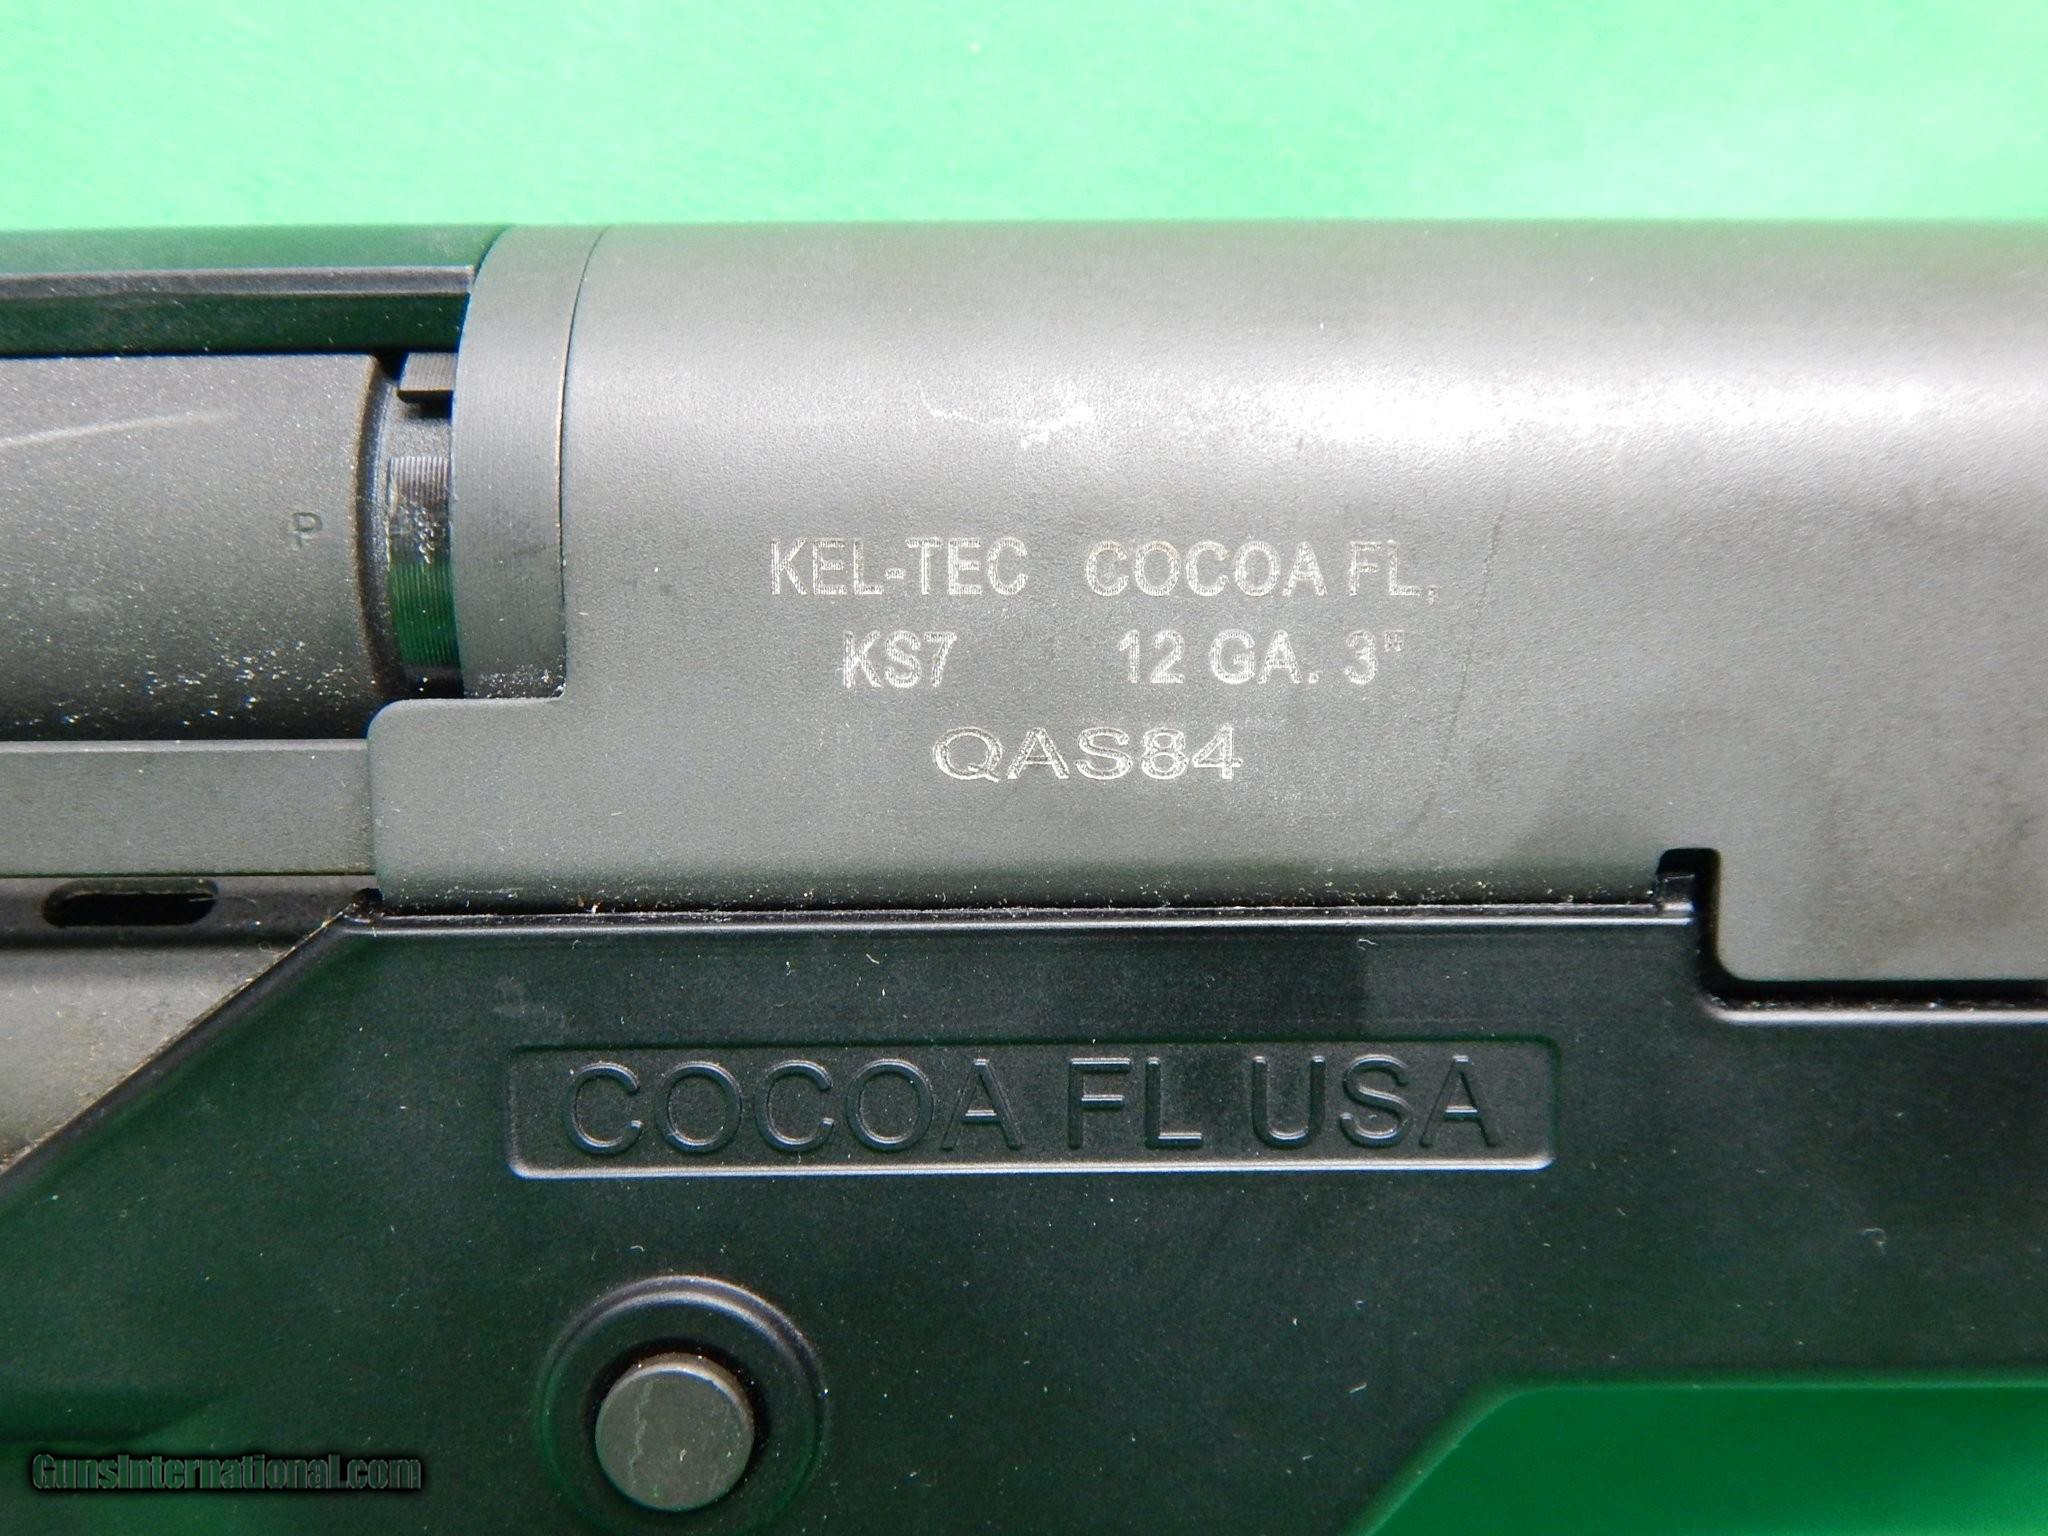 P
KEL-TEC COCOA FL,
KS7 12 GA. 3"
QAS84
COCOA FL USA
GunsInternational.com